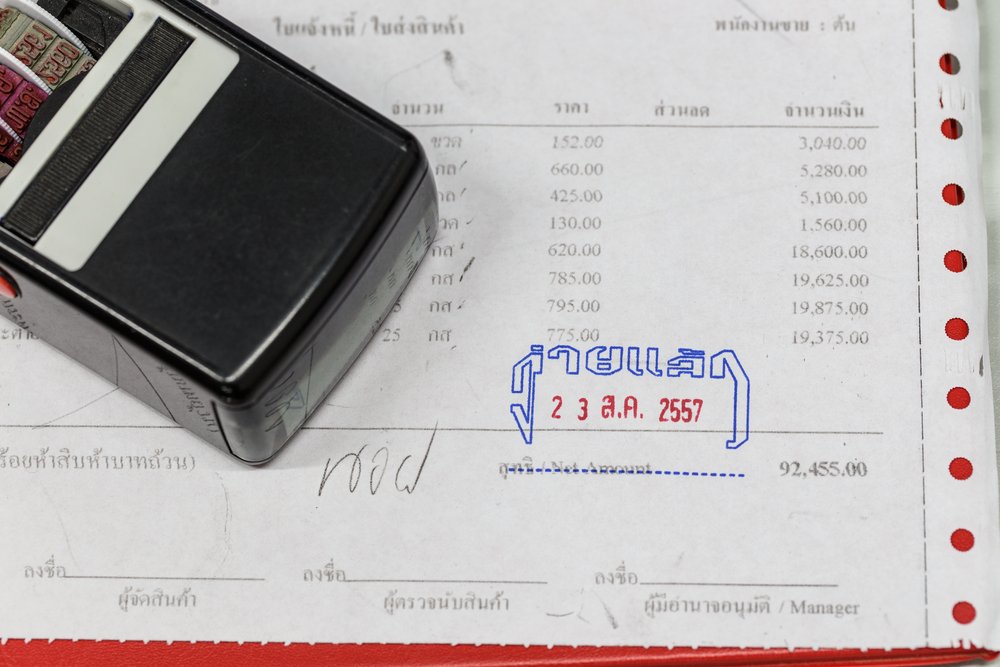 ใบแจ้งหนี้ / ใบส่งสินค้า พนักงานขาย : ต้น
จำนวน ราคา ส่วนลด จำนวนเงิน
ขวด 152.00 3,040.00
กส 660.00 5,280.00
กส 425.00 5,100.00
130.00 1,560.00
กส 620.00 18,600.00
กส 785.00 19,625.00
กส 795.00 19,875.00
25 กส 775.00 19,375.00
จ่ายแล้ว
2 3 ส.ค. 2557
ร้อยห้าสิบห้าบาทถ้วน) สุทธิ / Net Amount 92,455.00
ลงชื่อ ลงชื่อ ลงชื่อ
ผู้จัดสินค้า ผู้ตรวจนับสินค้า ผู้มีอำนาจอนุมัติ / Manager